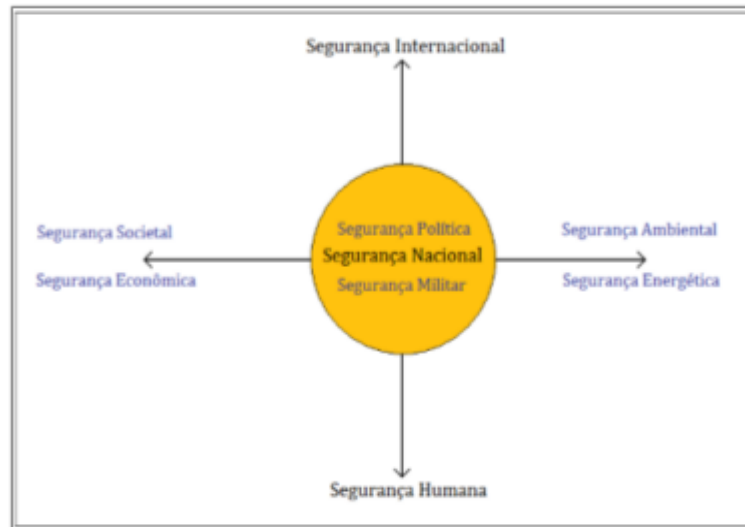 Segurança Internacional
Segurança Societal
Segurança Econômica
Segurança Política
Segurança Nacional
Segurança Militar
Segurança Ambiental
Segurança Energética
Segurança Humana